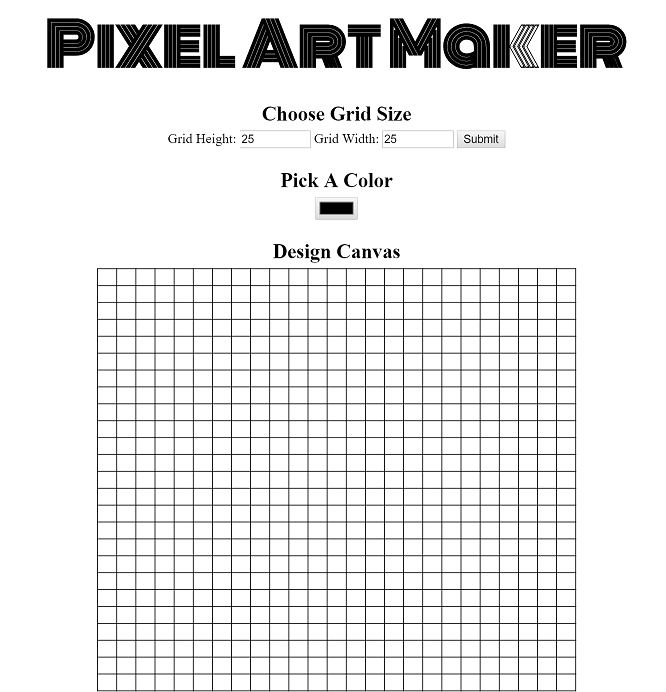 Pixel Art Maker
Choose Grid Size
Grid Height: 25 Grid Width: 25 Submit
Pick A Color
Design Canvas